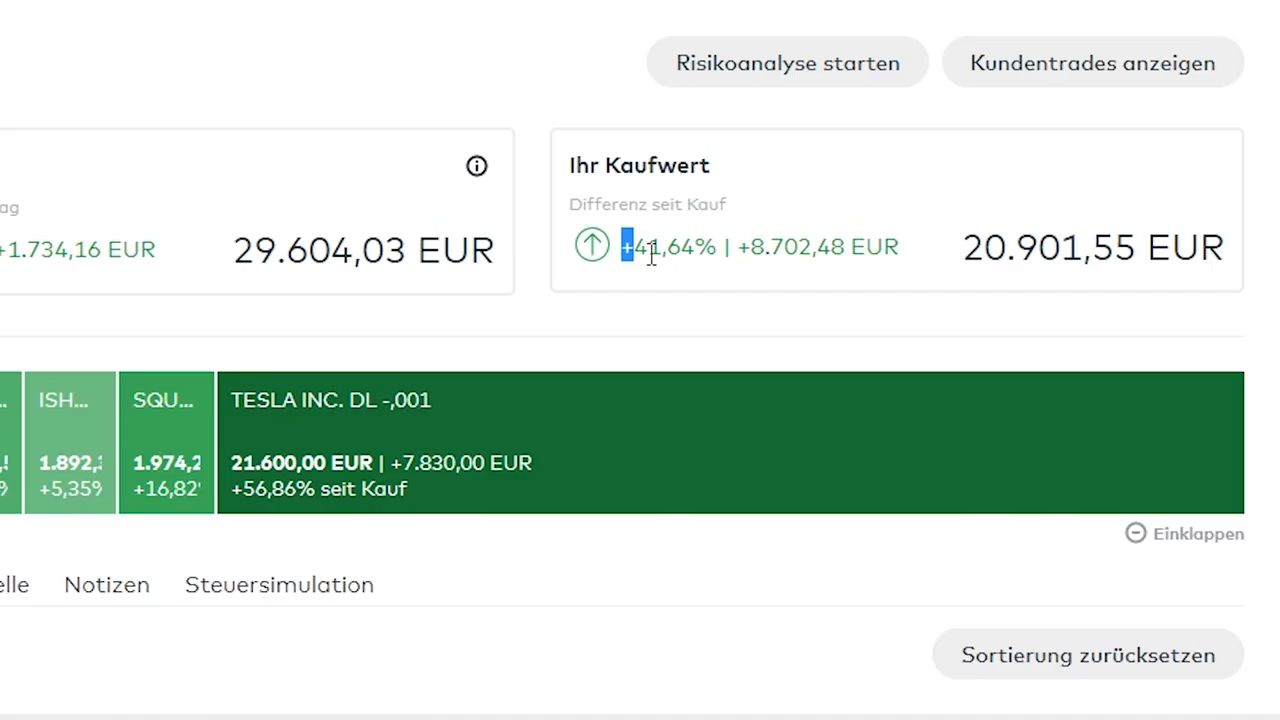 Risikoanalyse starten
Kundentrades anzeigen
ag
+1.734,16 EUR
29.604,03 EUR
Ihr Kaufwert
Differenz seit Kauf
+41,64% | +8.702,48 EUR
20.901,55 EUR
ISH...
1.892,
+5,35%
SQU...
1.974,2
+16,82
TESLA INC. DL -,001
21.600,00 EUR | +7.830,00 EUR
+56,86% seit Kauf
Einklappen
elle
Notizen
Steuersimulation
Sortierung zurücksetzen